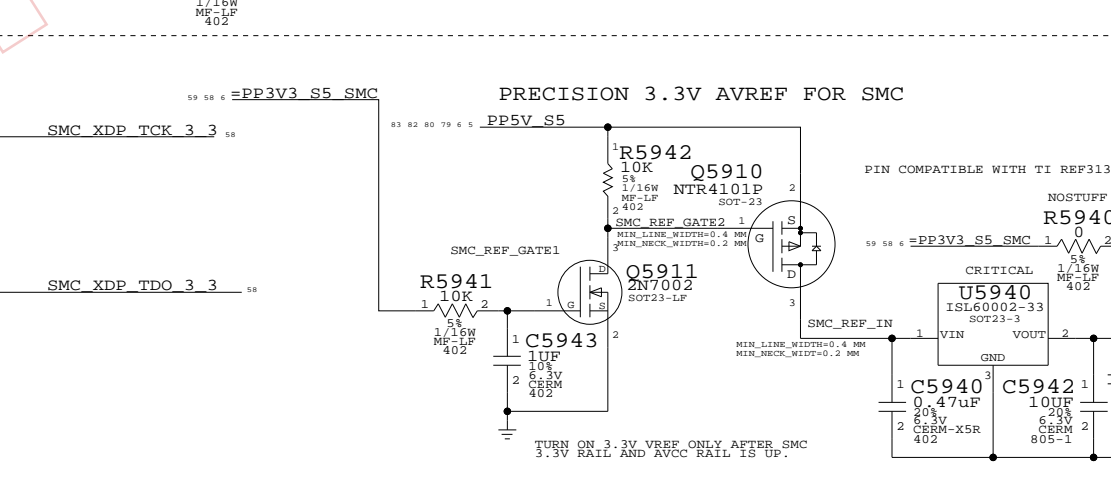 1/16W
MF-LF
402
59 58 6 =PP3V3_S5_SMC
PRECISION 3.3V AVREF FOR SMC
83 82 80 79 6 5 PP5V_S5
SMC_XDP_TCK_3_3 58
1
R5942
10K
5%
1/16W
MF-LF
402
2
Q5910
NTR4101P
SOT-23
2
PIN COMPATIBLE WITH TI REF313
SMC_REF_GATE2 1
MIN_LINE_WIDTH=0.4 MM
MIN_NECK_WIDTH=0.2 MM
G
S
D
3
NOSTUFF
R5940
0
59 58 6 =PP3V3_S5_SMC 1
2
5%
1/16W
MF-LF
402
SMC_REF_GATE1
3
D
Q5911
2N7002
SOT23-LF
1 G
S
2
SMC_XDP_TDO_3_3 58
R5941
10K
1
2
5%
1/16W
MF-LF
402
1
C5943
1UF
10%
6.3V
CERM
402
2
CRITICAL
U5940
ISL60002-33
SOT23-3
1 VIN
VOUT 2
GND
3
SMC_REF_IN
MIN_LINE_WIDTH=0.4 MM
MIN_NECK_WIDT=0.2 MM
1
C5940
0.47uF
20%
6.3V
CERM-X5R
402
2
C5942
10UF
20%
6.3V
CERM
805-1
1
2
TURN ON 3.3V VREF ONLY AFTER SMC
3.3V RAIL AND AVCC RAIL IS UP.